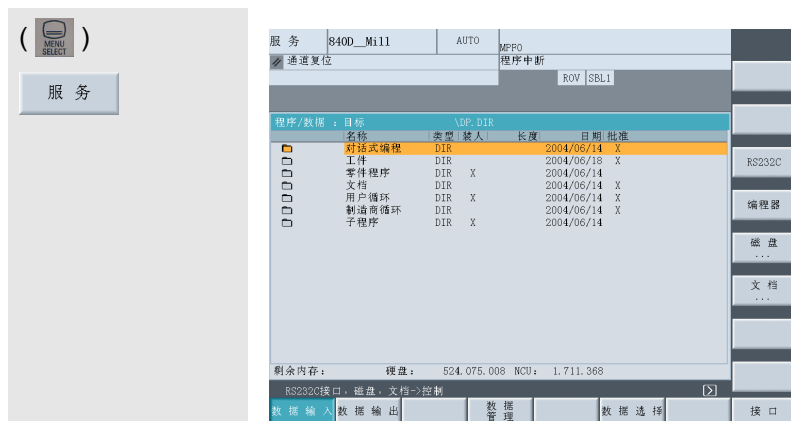 ( MENU SELECT )
服 务
服 务 840D__Mill AUTO MPF0
通道复位 程序中断
ROV SBL1
程序/数据 : 目标 \DP.DIR
名称 类型 装入 长度 日期 批准
对话式编程 DIR 2004/06/14 X
工件 DIR 2004/06/18 X
零件程序 DIR X 2004/06/14
文档 DIR 2004/06/14 X
用户循环 DIR X 2004/06/14 X
制造商循环 DIR 2004/06/14 X
子程序 DIR X 2004/06/14
剩余内存: 硬盘: 524.075.008 NCU: 1.711.368
RS232C接口, 磁盘, 文档->控制
数 据 输 入 数 据 输 出 数 据 管 理 数 据 选 择 接 口
RS232C
编程器
磁 盘
...
文 档
...